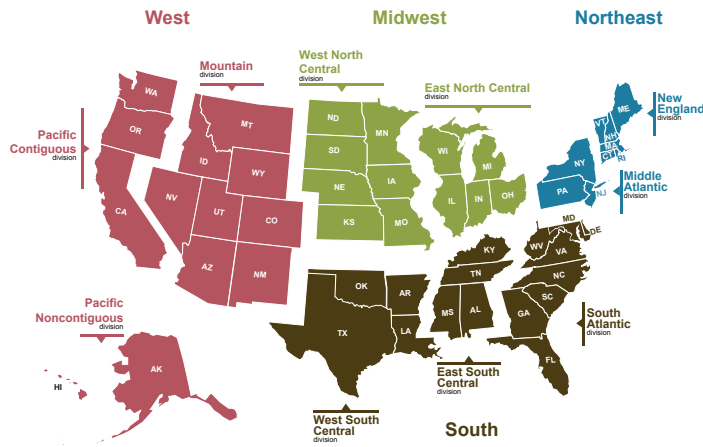 West
Midwest
Northeast
Mountain
division
West North
Central
division
East North Central
division
New
England
division
Pacific
Contiguous
division
Middle
Atlantic
division
Pacific
Noncontiguous
division
South
Atlantic
division
East South
Central
division
West South
Central
division
South
WA
OR
CA
MT
ID
WY
NV
UT
CO
AZ
NM
AK
HI
ND
SD
NE
KS
MN
IA
MO
WI
MI
IL
IN
OH
ME
VT
NH
MA
CT
RI
NY
PA
NJ
MD
DE
WV
VA
NC
SC
GA
FL
KY
TN
MS
AL
OK
AR
TX
LA